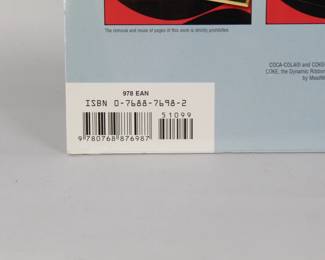 The removal and reuse of pages of this book is strictly prohibited.
COCA-COLA® and COKE
COKE, the Dynamic Ribbon
978 EAN
ISBN 0-7688-7698-2
51099
9 780768 876987